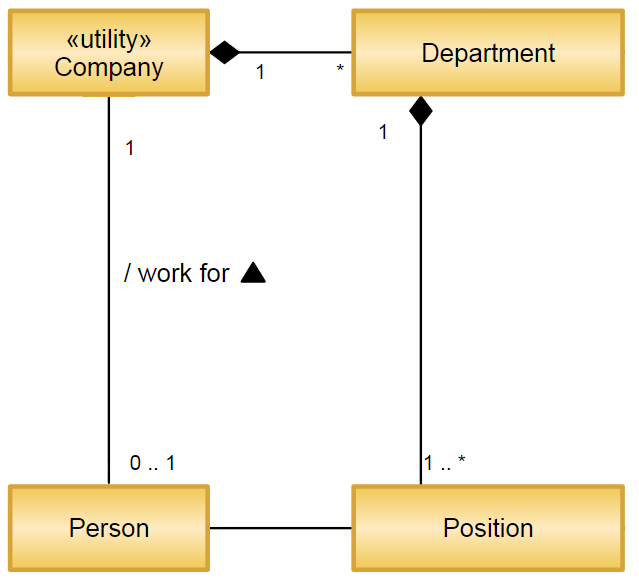 «utility»
Company
Department
1
*
1
1
/ work for
0 .. 1
1 .. *
Person
Position